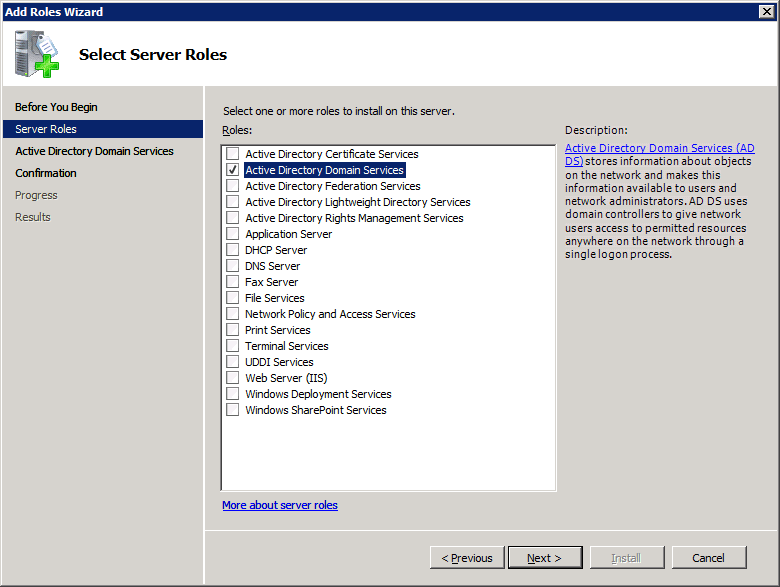 Add Roles Wizard
Select Server Roles
Before You Begin
Server Roles
Active Directory Domain Services
Confirmation
Progress
Results
Select one or more roles to install on this server.
Roles:
Active Directory Certificate Services
Active Directory Domain Services
Active Directory Federation Services
Active Directory Lightweight Directory Services
Active Directory Rights Management Services
Application Server
DHCP Server
DNS Server
Fax Server
File Services
Network Policy and Access Services
Print Services
Terminal Services
UDDI Services
Web Server (IIS)
Windows Deployment Services
Windows SharePoint Services
More about server roles
Description:
Active Directory Domain Services (AD
DS) stores information about objects
on the network and makes this
information available to users and
network administrators. AD DS uses
domain controllers to give network
users access to permitted resources
anywhere on the network through a
single logon process.
< Previous
Next >
Install
Cancel